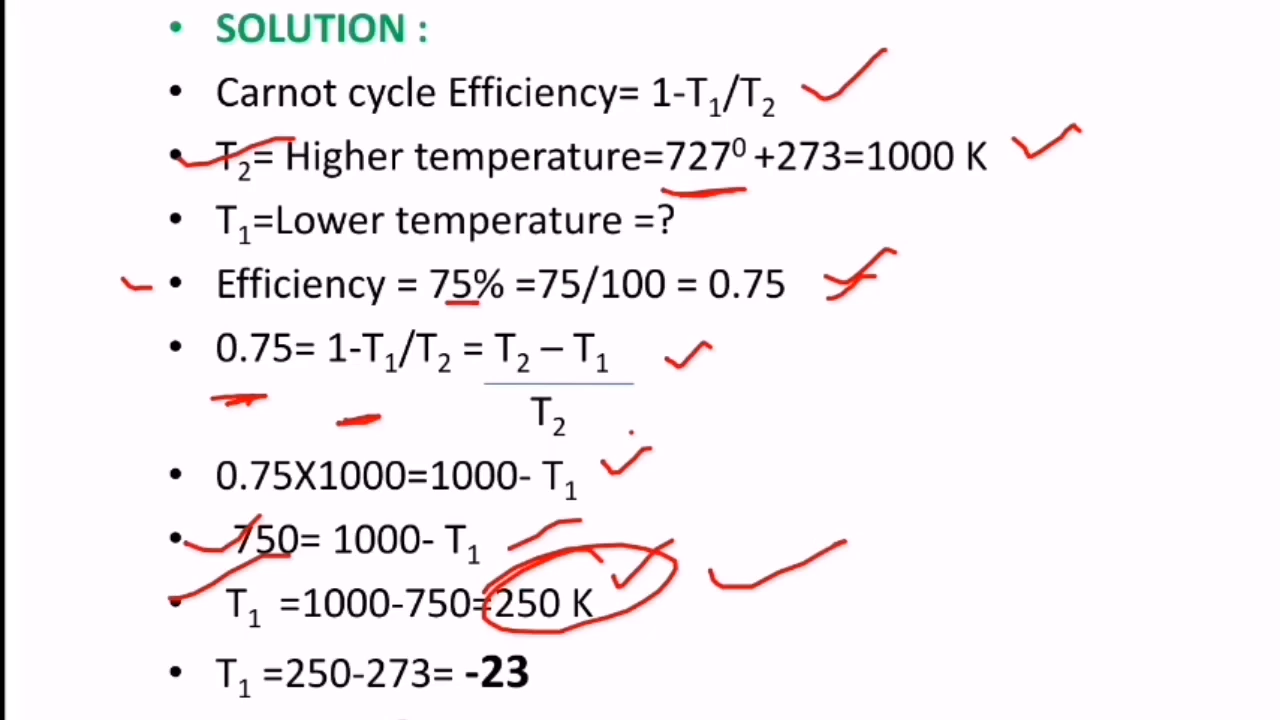 • SOLUTION :
• Carnot cycle Efficiency= 1-T₁/T₂
• T₂= Higher temperature=727⁰ +273=1000 K
• T₁=Lower temperature =?
• Efficiency = 75% =75/100 = 0.75
• 0.75= 1-T₁/T₂ = T₂ – T₁
T₂
• 0.75X1000=1000- T₁
• 750= 1000- T₁
• T₁ =1000-750=250 K
• T₁ =250-273= -23